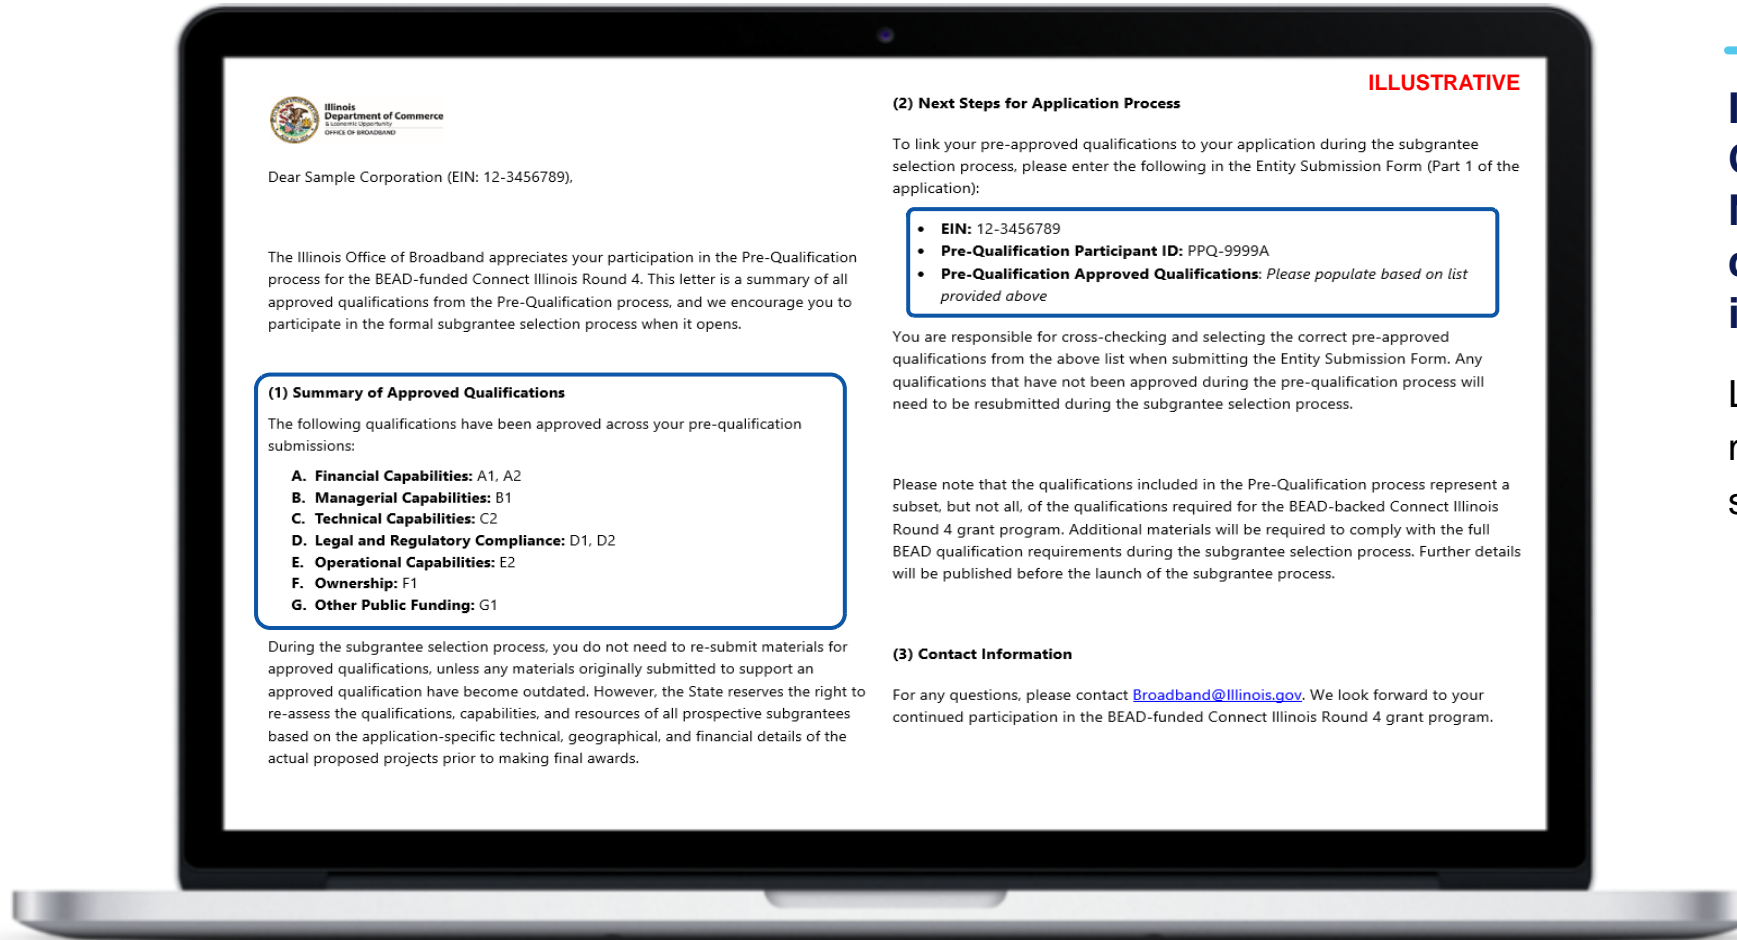 ILLUSTRATIVE
Illinois
Department of Commerce
& Economic Opportunity
OFFICE OF BROADBAND
Dear Sample Corporation (EIN: 12-3456789),
The Illinois Office of Broadband appreciates your participation in the Pre-Qualification
process for the BEAD-funded Connect Illinois Round 4. This letter is a summary of all
approved qualifications from the Pre-Qualification process, and we encourage you to
participate in the formal subgrantee selection process when it opens.
(1) Summary of Approved Qualifications
The following qualifications have been approved across your pre-qualification
submissions:
A. Financial Capabilities: A1, A2
B. Managerial Capabilities: B1
C. Technical Capabilities: C2
D. Legal and Regulatory Compliance: D1, D2
E. Operational Capabilities: E2
F. Ownership: F1
G. Other Public Funding: G1
During the subgrantee selection process, you do not need to re-submit materials for
approved qualifications, unless any materials originally submitted to support an
approved qualification have become outdated. However, the State reserves the right to
re-assess the qualifications, capabilities, and resources of all prospective subgrantees
based on the application-specific technical, geographical, and financial details of the
actual proposed projects prior to making final awards.
(2) Next Steps for Application Process
To link your pre-approved qualifications to your application during the subgrantee
selection process, please enter the following in the Entity Submission Form (Part 1 of the
application):
• EIN: 12-3456789
• Pre-Qualification Participant ID: PPQ-9999A
• Pre-Qualification Approved Qualifications: Please populate based on list
provided above
You are responsible for cross-checking and selecting the correct pre-approved
qualifications from the above list when submitting the Entity Submission Form. Any
qualifications that have not been approved during the pre-qualification process will
need to be resubmitted during the subgrantee selection process.
Please note that the qualifications included in the Pre-Qualification process represent a
subset, but not all, of the qualifications required for the BEAD-backed Connect Illinois
Round 4 grant program. Additional materials will be required to comply with the full
BEAD qualification requirements during the subgrantee selection process. Further details
will be published before the launch of the subgrantee process.
(3) Contact Information
For any questions, please contact Broadband@Illinois.gov. We look forward to your
continued participation in the BEAD-funded Connect Illinois Round 4 grant program.